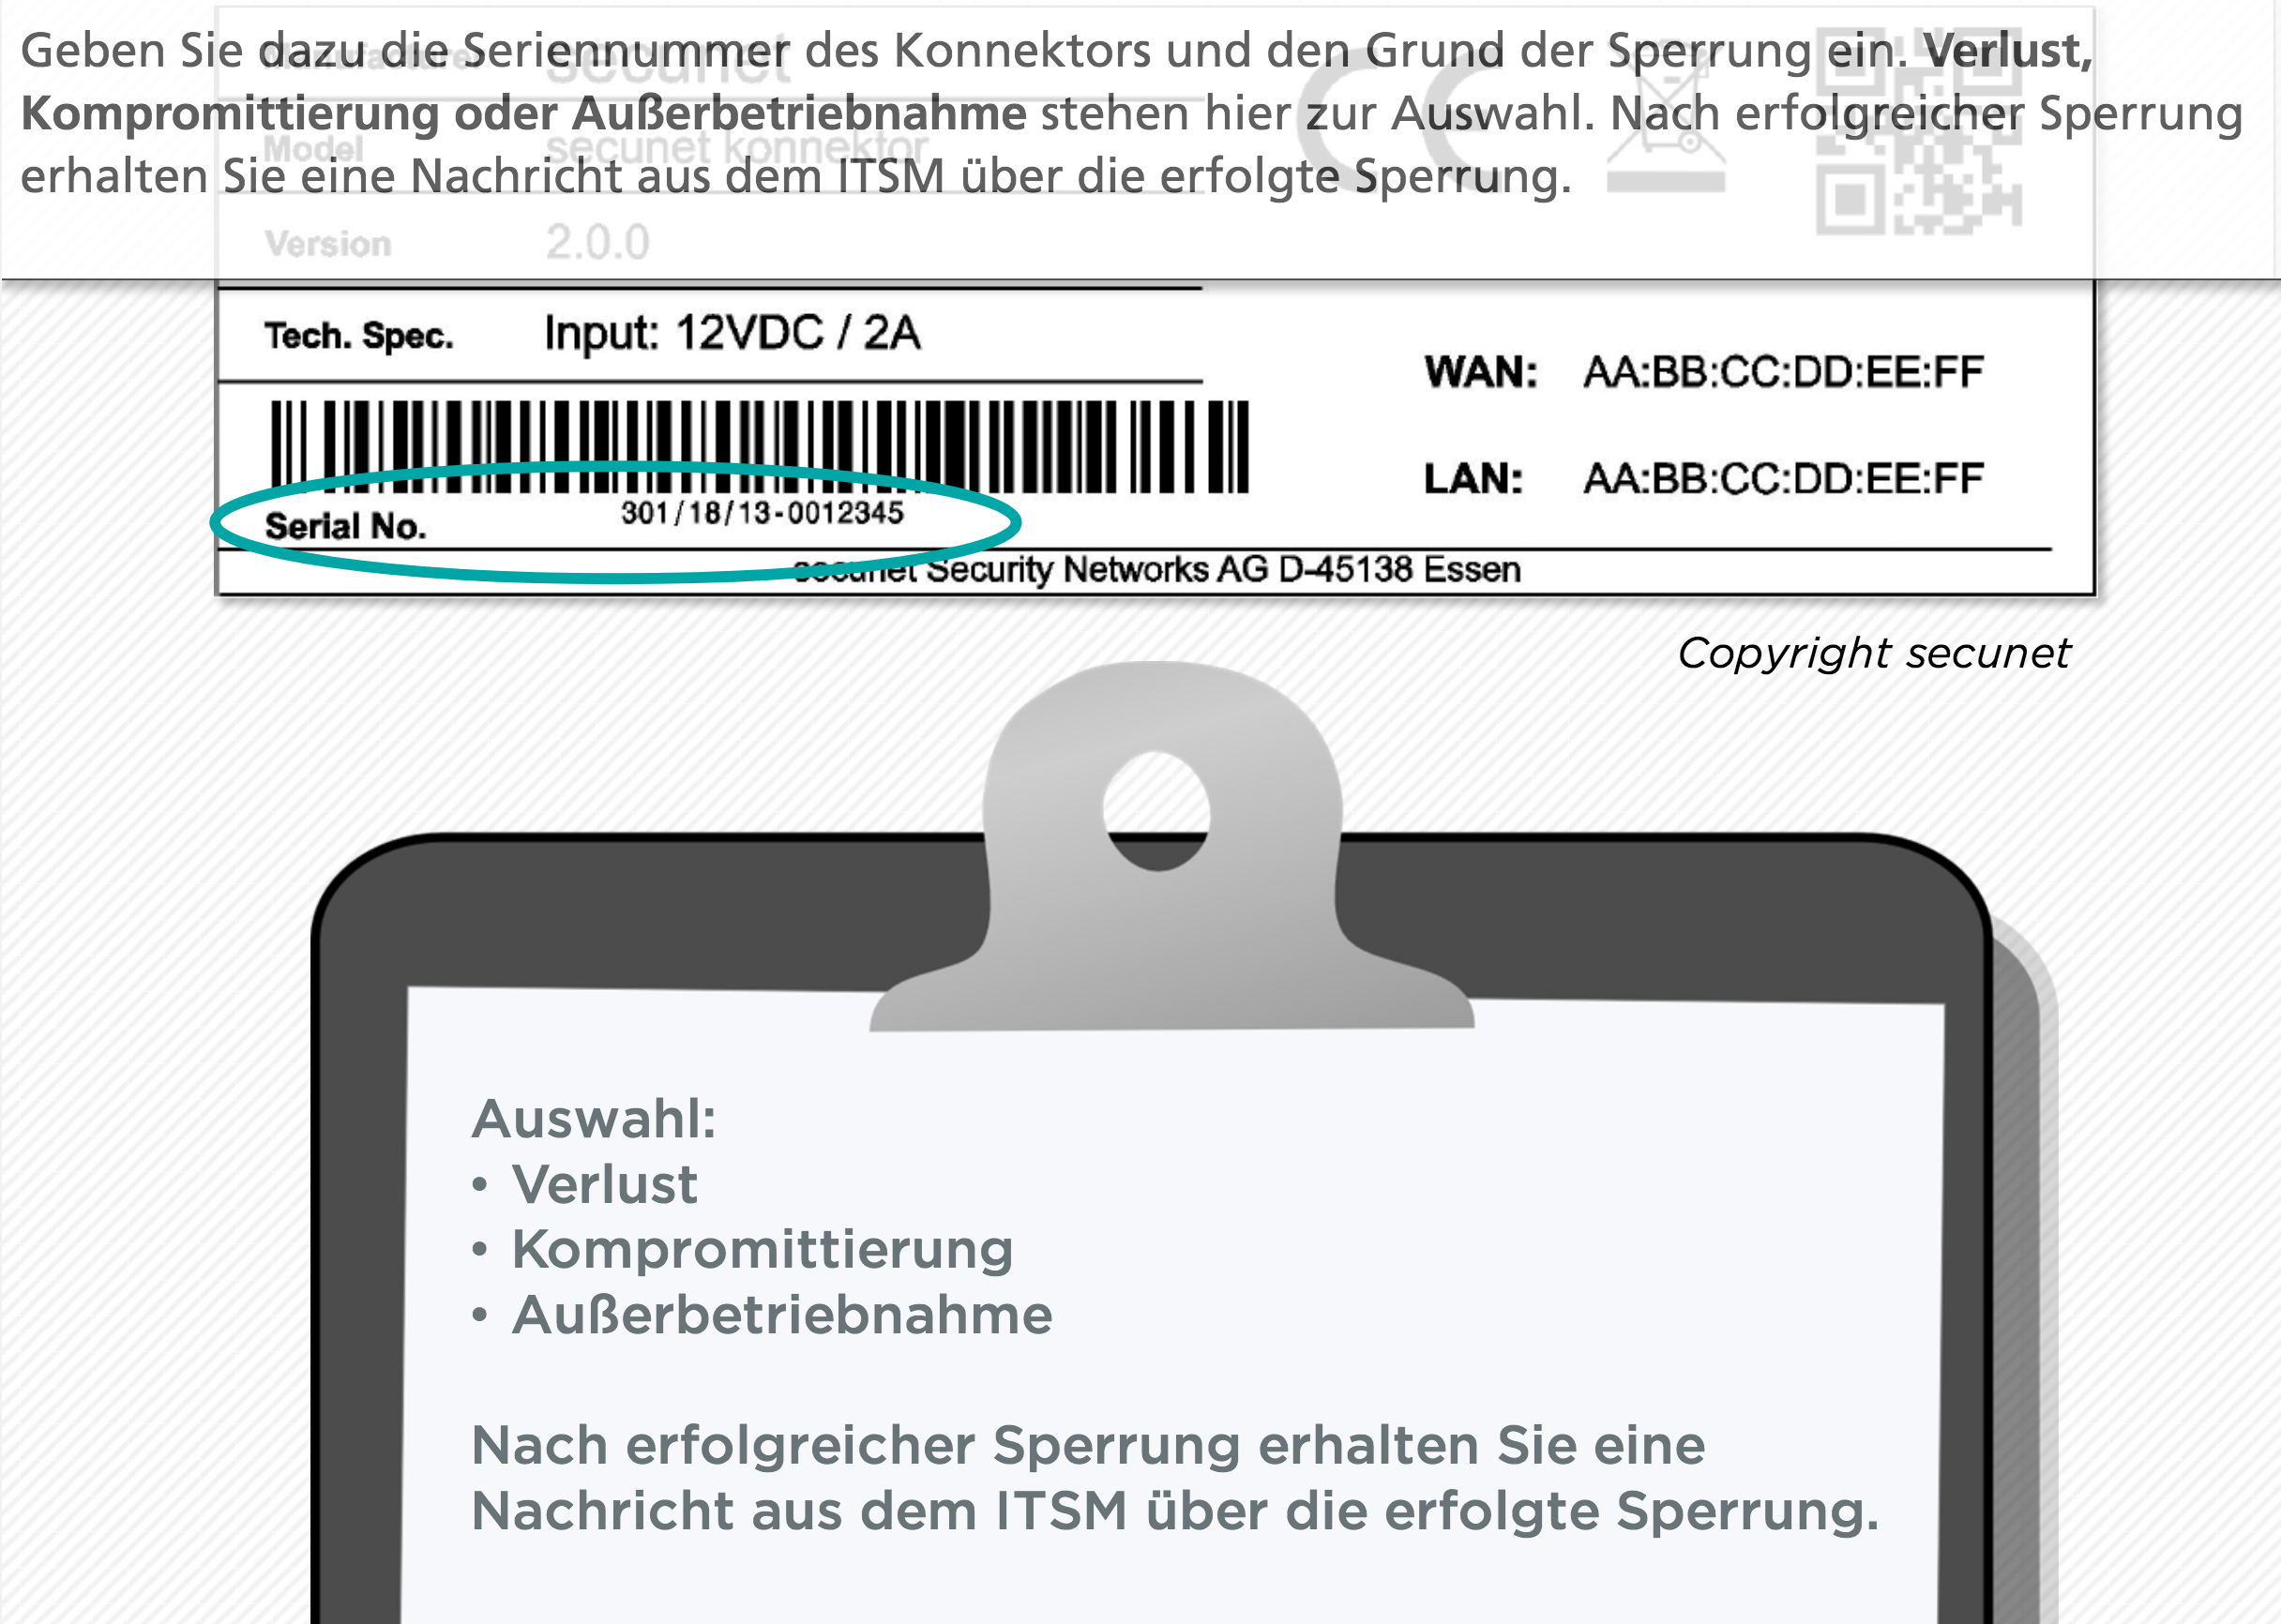 Geben Sie dazu die Seriennummer des Konnektors und den Grund der Sperrung ein. Verlust,
Kompromittierung oder Außerbetriebnahme stehen hier zur Auswahl. Nach erfolgreicher Sperrung
erhalten Sie eine Nachricht aus dem ITSM über die erfolgte Sperrung.
Manufacturer secunet
Model secunet konnektor
Version 2.0.0
Tech. Spec. Input: 12VDC / 2A
WAN: AA:BB:CC:DD:EE:FF
LAN: AA:BB:CC:DD:EE:FF
Serial No. 301/18/13-0012345
secunet Security Networks AG D-45138 Essen
Copyright secunet
Auswahl:
• Verlust
• Kompromittierung
• Außerbetriebnahme
Nach erfolgreicher Sperrung erhalten Sie eine
Nachricht aus dem ITSM über die erfolgte Sperrung.